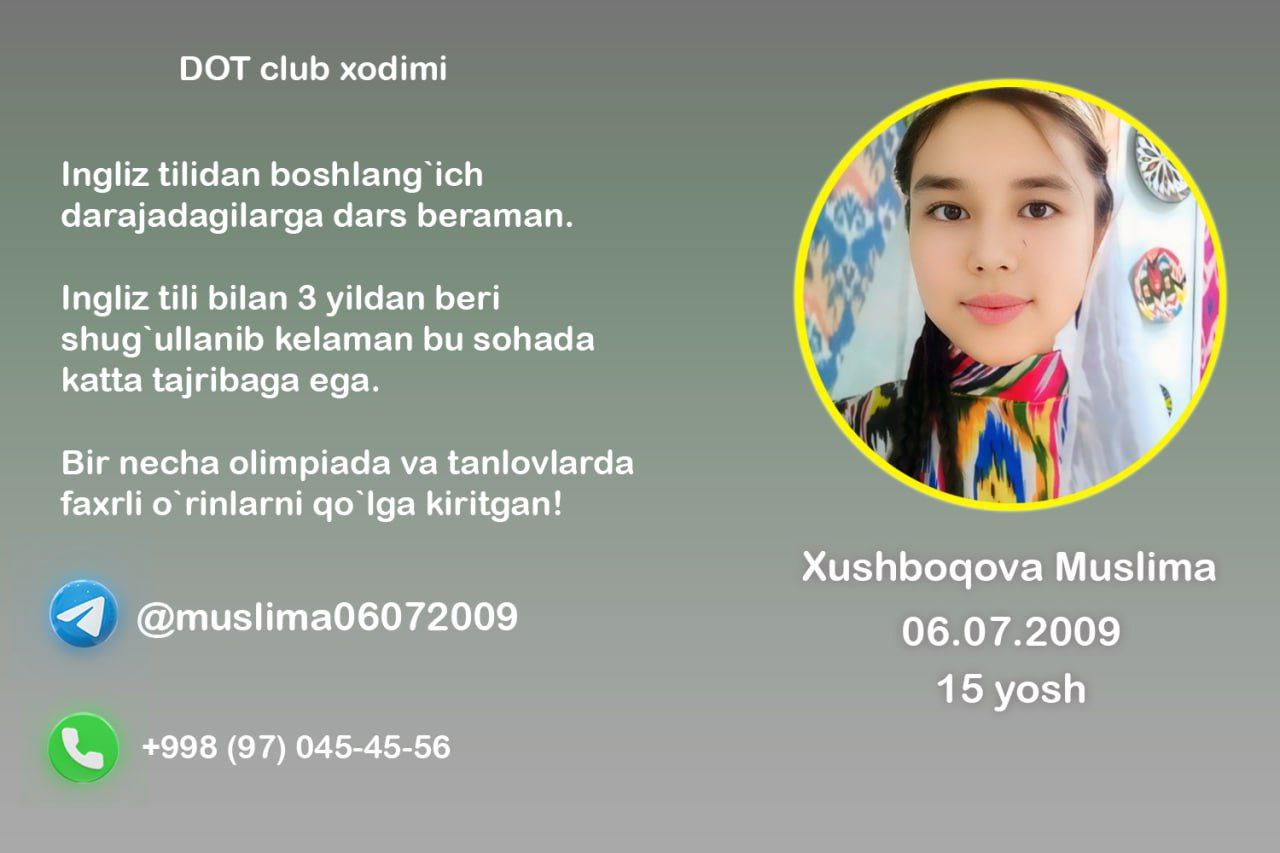 DOT club xodimi
Ingliz tilidan boshlang`ich
darajadagilarga dars beraman.
Ingliz tili bilan 3 yildan beri
shug`ullanib kelaman bu sohada
katta tajribaga ega.
Bir necha olimpiada va tanlovlarda
faxrli o`rinlarni qo`lga kiritgan!
@muslima06072009
+998 (97) 045-45-56
Xushboqova Muslima
06.07.2009
15 yosh